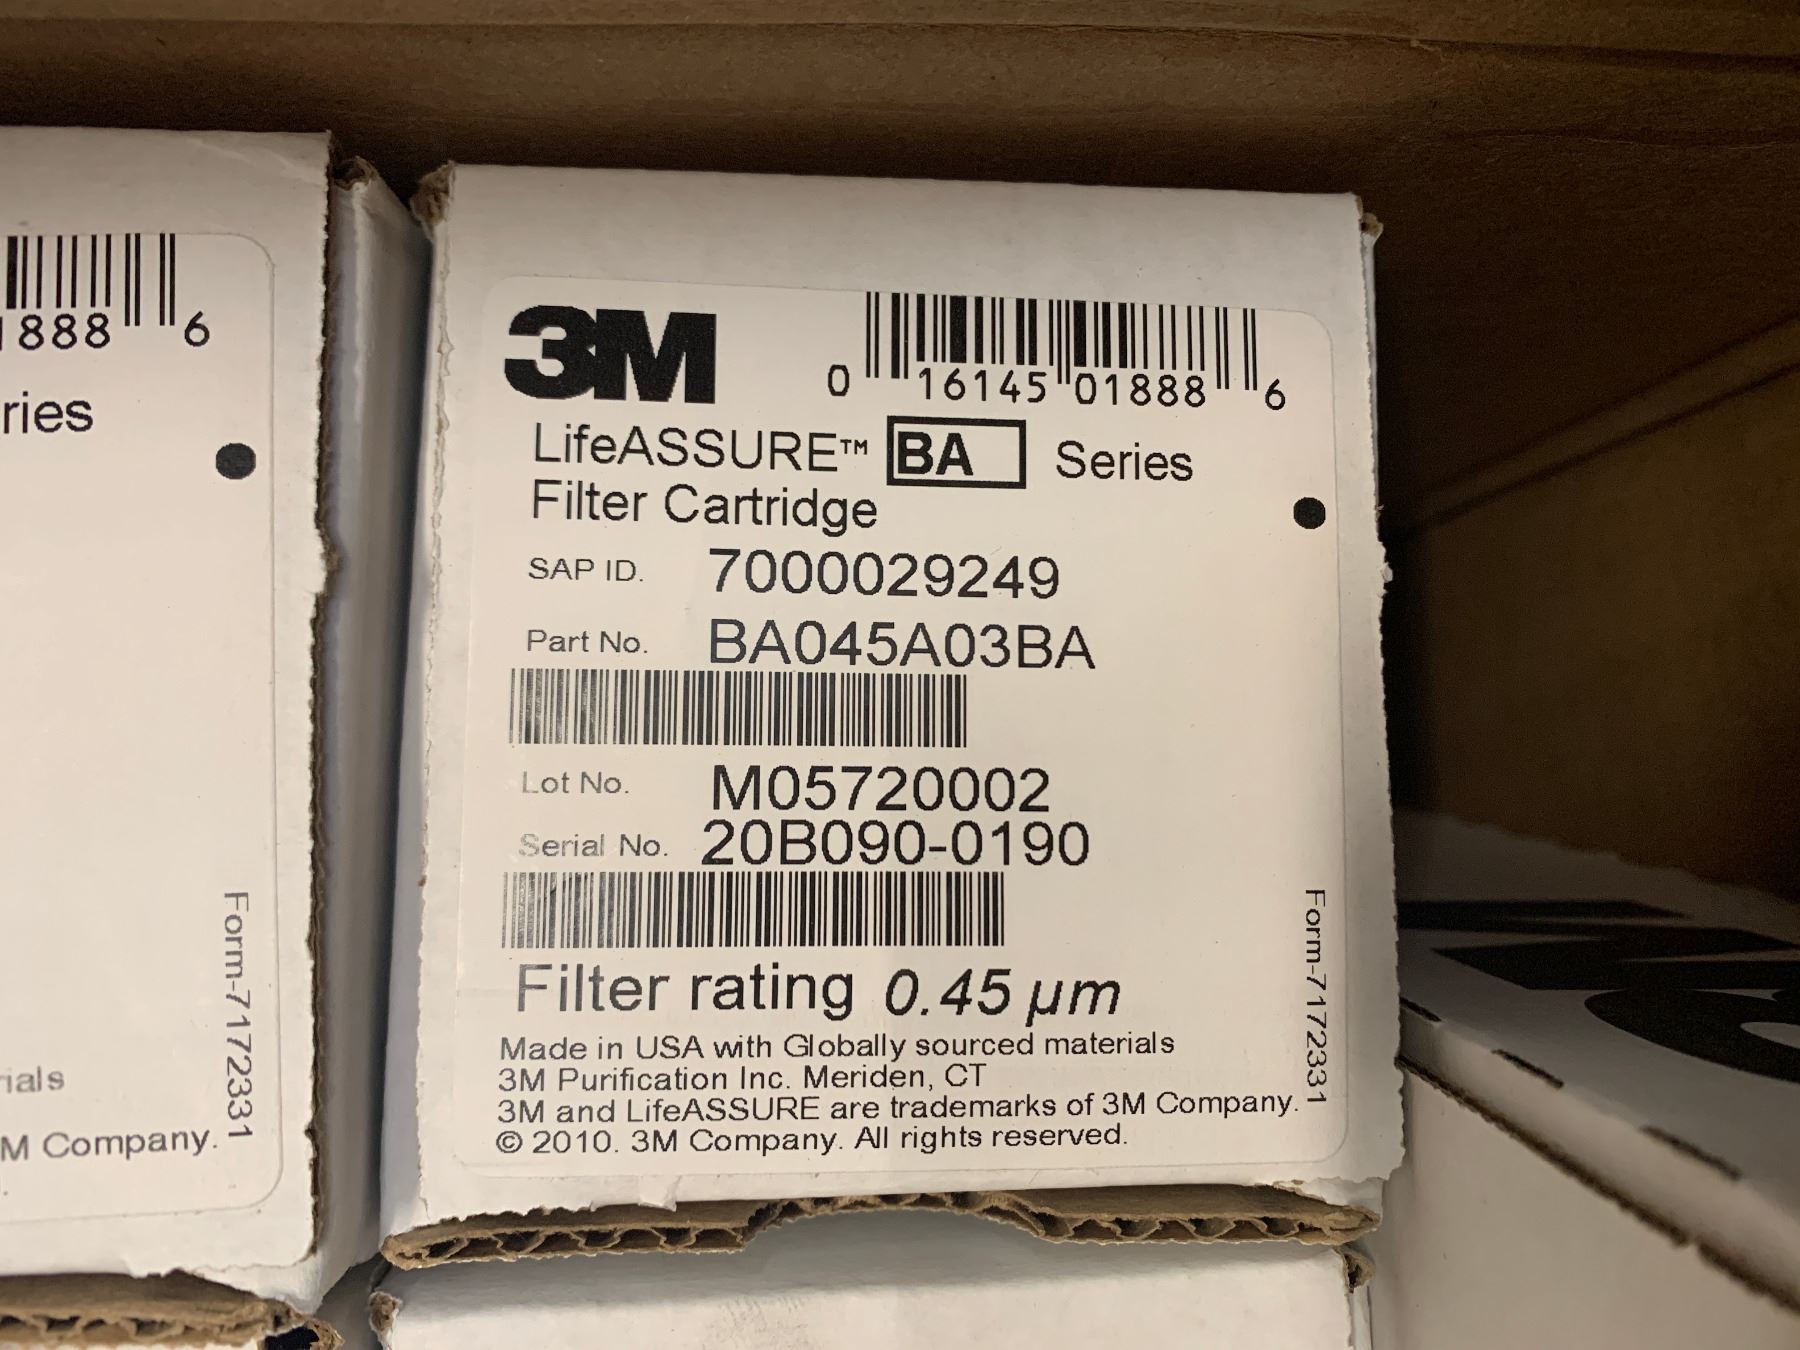 1888 6
ries
ials
M Company.
Form-7172331
3M
0 16145 01888 6
LifeASSURE™ BA Series
Filter Cartridge
SAP ID. 7000029249
Part No. BA045A03BA
Lot No. M05720002
Serial No. 20B090-0190
Filter rating 0.45 µm
Made in USA with Globally sourced materials
3M Purification Inc. Meriden, CT
3M and LifeASSURE are trademarks of 3M Company.
© 2010. 3M Company. All rights reserved.
Form-7172331